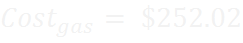 Cost_gas = $252.02